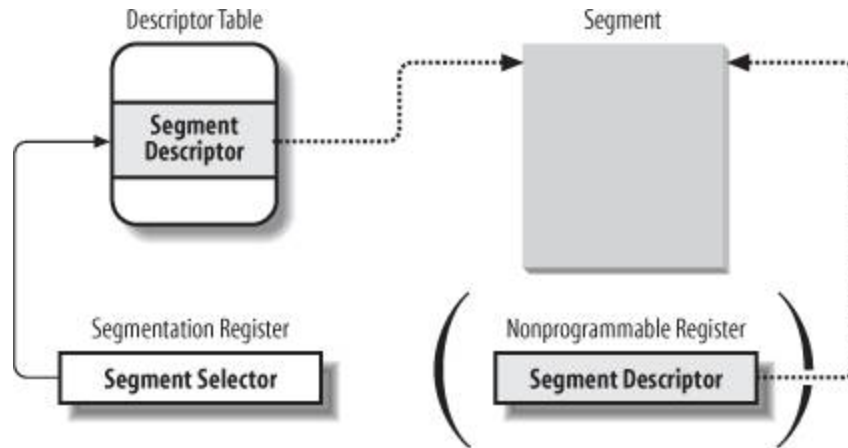 Descriptor Table
Segment
Segment
Descriptor
Segmentation Register
Segment Selector
Nonprogrammable Register
Segment Descriptor